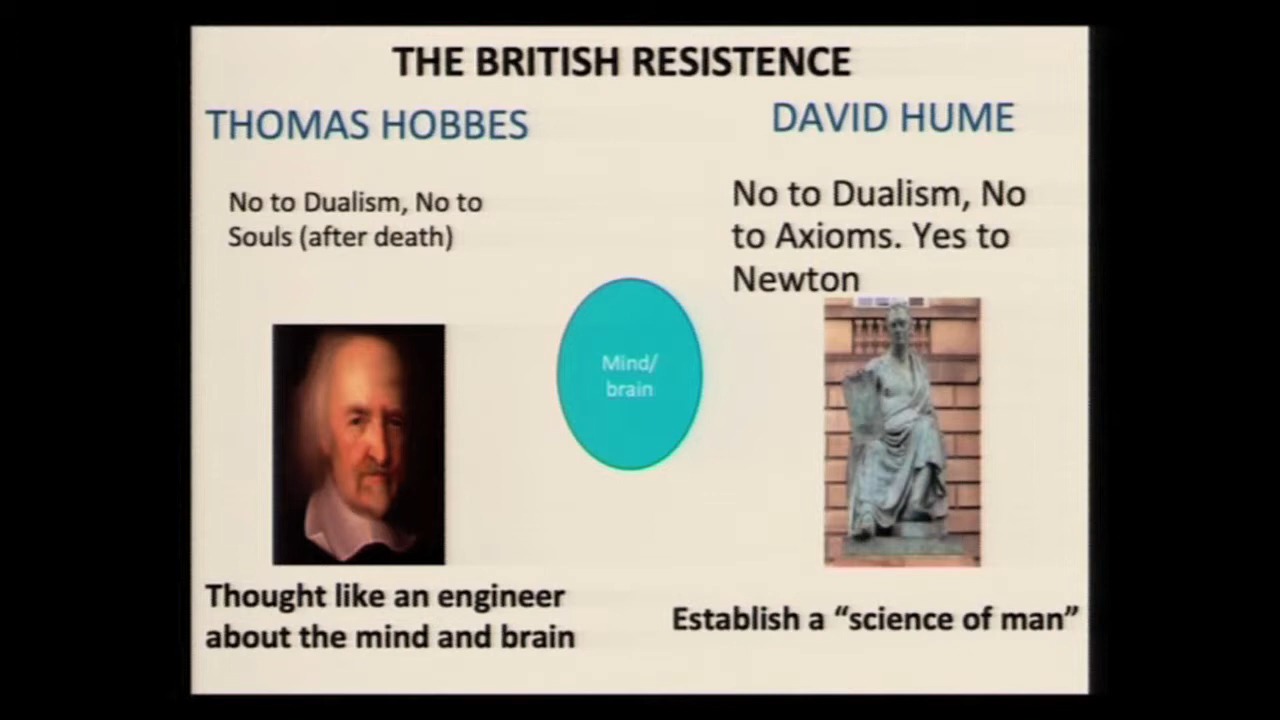 THE BRITISH RESISTENCE
THOMAS HOBBES
DAVID HUME
No to Dualism, No to
Souls (after death)
No to Dualism, No
to Axioms. Yes to
Newton
Mind/
brain
Thought like an engineer
about the mind and brain
Establish a “science of man”